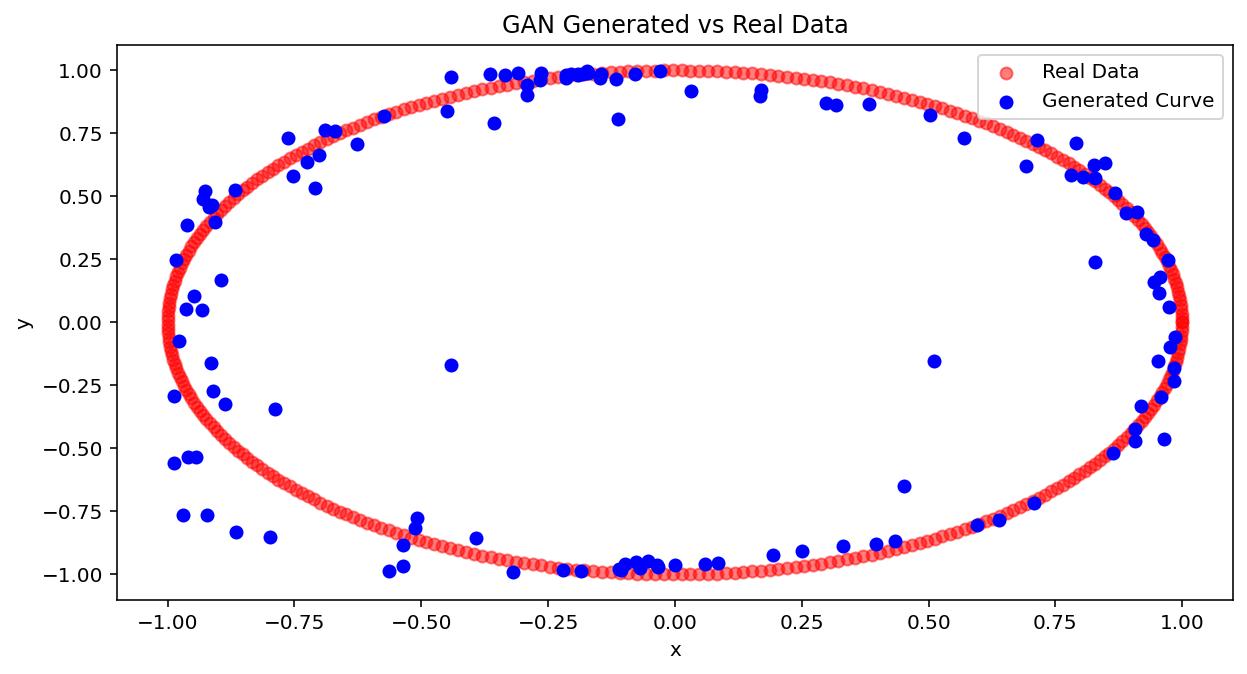 GAN Generated vs Real Data
Real Data
Generated Curve
1.00
0.75
0.50
0.25
0.00
−0.25
−0.50
−0.75
−1.00
y
−1.00 −0.75 −0.50 −0.25 0.00 0.25 0.50 0.75 1.00
x